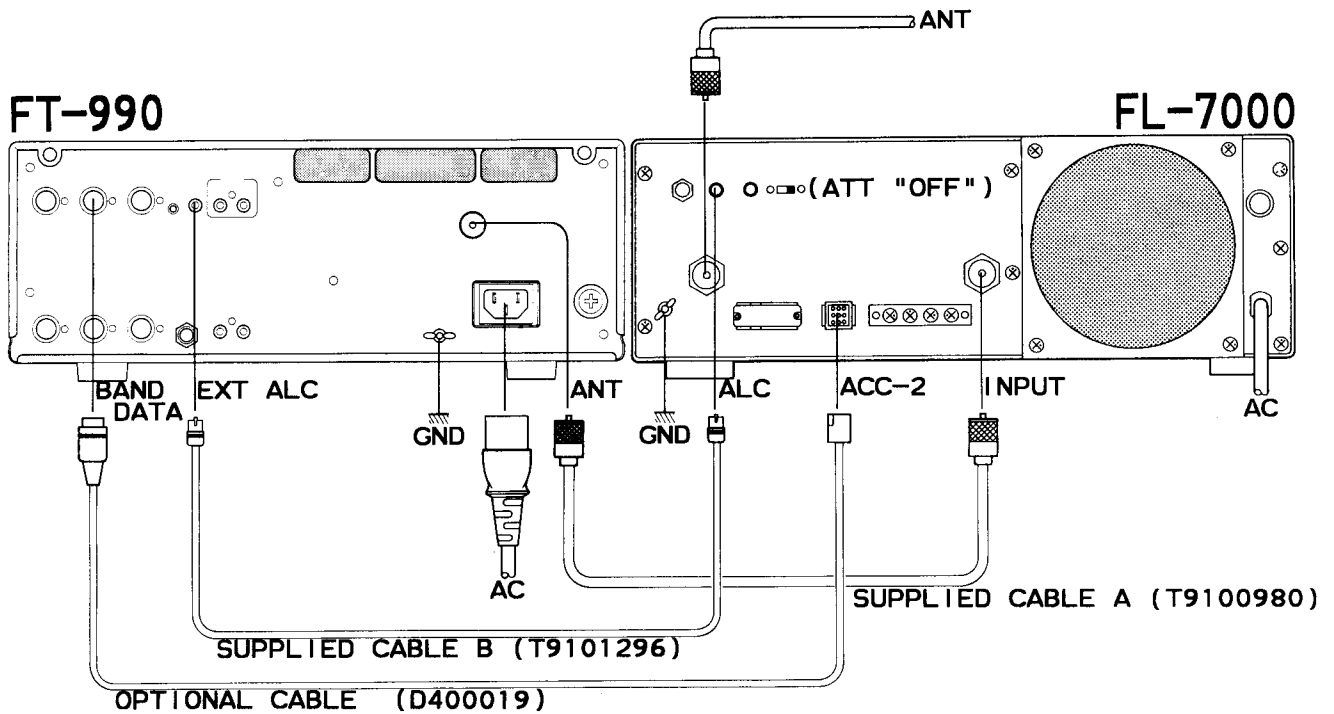 ANT
FT-990
FL-7000
(ATT "OFF")
BAND DATA
EXT ALC
GND
ANT
GND
ALC
ACC-2
INPUT
AC
AC
SUPPLIED CABLE A (T9100980)
SUPPLIED CABLE B (T9101296)
OPTIONAL CABLE (D400019)